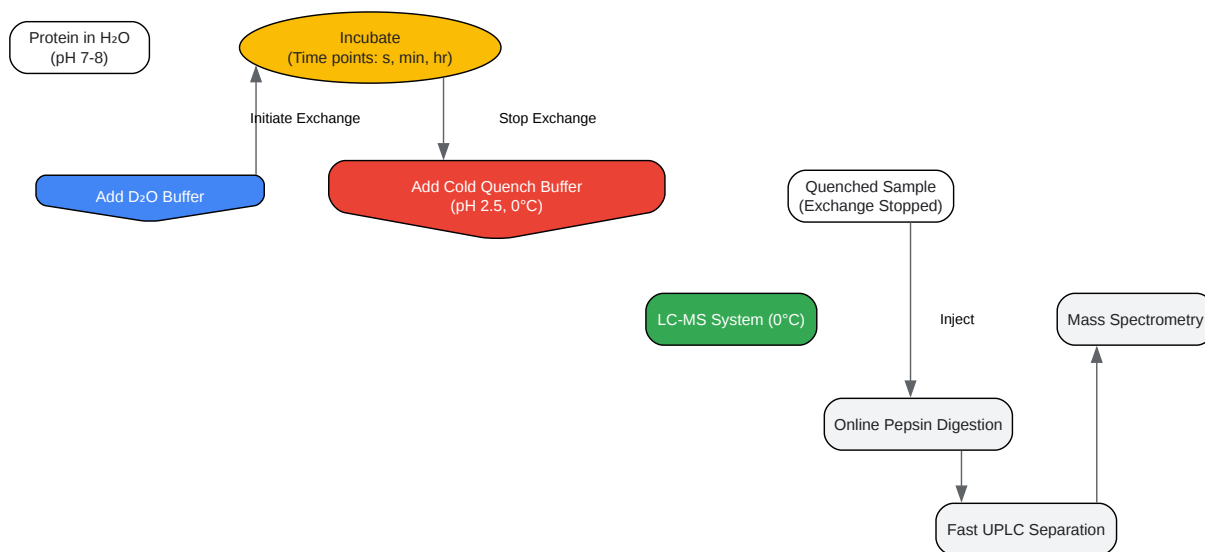 Protein in H₂O
(pH 7-8)
Incubate
(Time points: s, min, hr)
Initiate Exchange
Stop Exchange
Add D₂O Buffer
Add Cold Quench Buffer
(pH 2.5, 0°C)
Quenched Sample
(Exchange Stopped)
LC-MS System (0°C)
Inject
Mass Spectrometry
Online Pepsin Digestion
Fast UPLC Separation